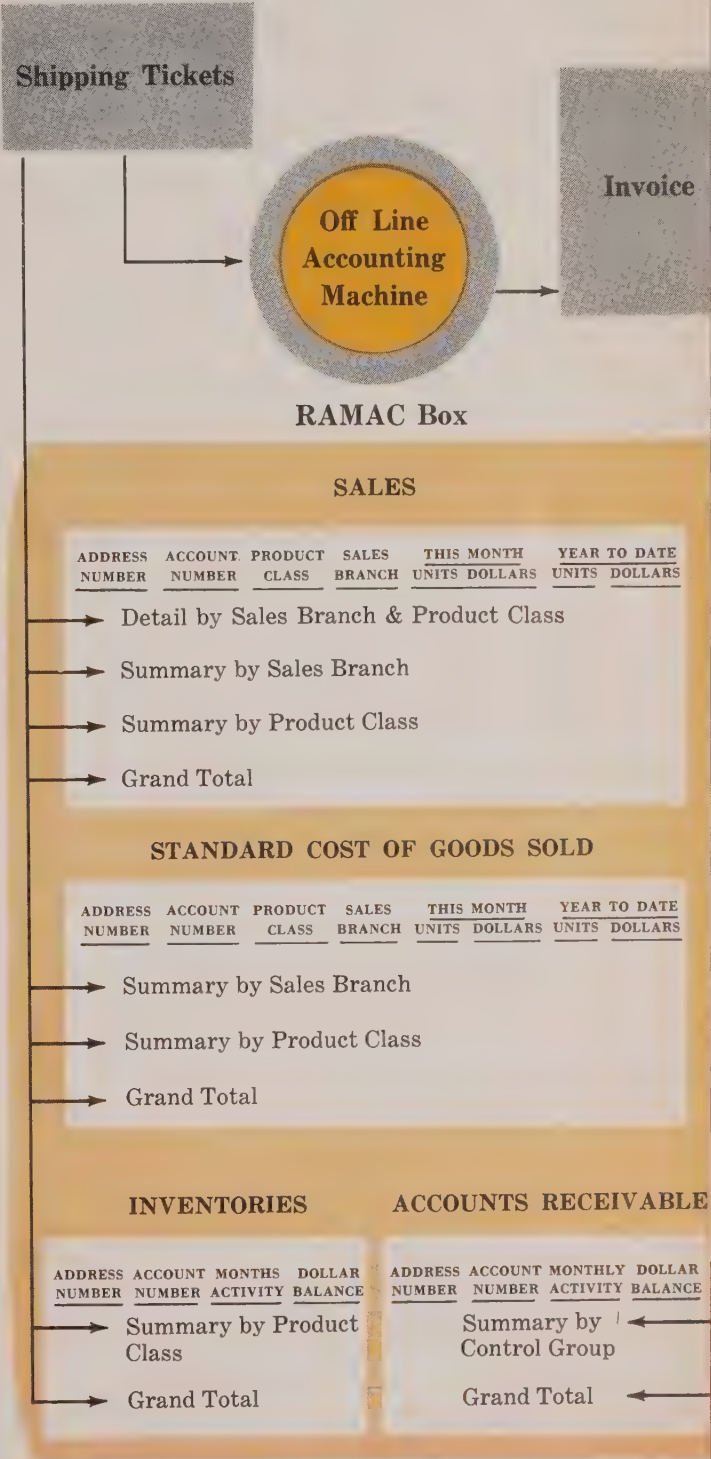 Shipping Tickets
Off Line
Accounting
Machine
Invoice
RAMAC Box
SALES
ADDRESS ACCOUNT PRODUCT SALES THIS MONTH YEAR TO DATE
NUMBER NUMBER CLASS BRANCH UNITS DOLLARS UNITS DOLLARS
Detail by Sales Branch & Product Class
Summary by Sales Branch
Summary by Product Class
Grand Total
STANDARD COST OF GOODS SOLD
ADDRESS ACCOUNT PRODUCT SALES THIS MONTH YEAR TO DATE
NUMBER NUMBER CLASS BRANCH UNITS DOLLARS UNITS DOLLARS
Summary by Sales Branch
Summary by Product Class
Grand Total
INVENTORIES
ADDRESS ACCOUNT MONTHS DOLLAR
NUMBER NUMBER ACTIVITY BALANCE
Summary by Product
Class
Grand Total
ACCOUNTS RECEIVABLE
ADDRESS ACCOUNT MONTHLY DOLLAR
NUMBER NUMBER ACTIVITY BALANCE
Summary by
Control Group
Grand Total